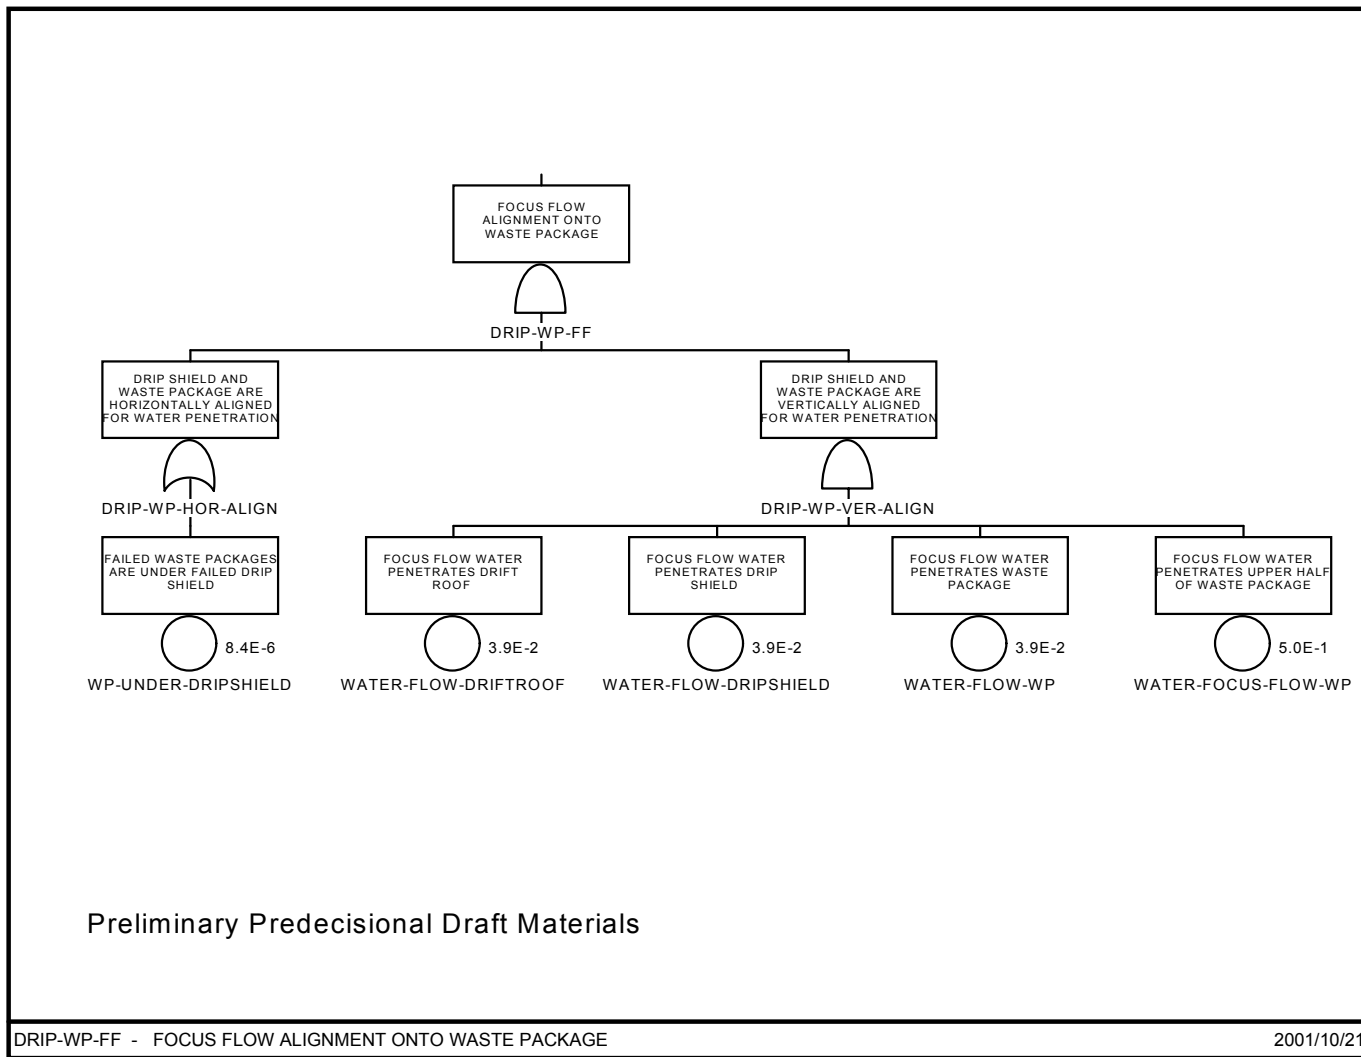 FOCUS FLOW
ALIGNMENT ONTO
WASTE PACKAGE
DRIP-WP-FF
DRIP SHIELD AND
WASTE PACKAGE ARE
HORIZONTALLY ALIGNED
FOR WATER PENETRATION
DRIP-WP-HOR-ALIGN
DRIP SHIELD AND
WASTE PACKAGE ARE
VERTICALLY ALIGNED
FOR WATER PENETRATION
DRIP-WP-VER-ALIGN
FAILED WASTE PACKAGES
ARE UNDER FAILED DRIP
SHIELD
8.4E-6
WP-UNDER-DRIPSHIELD
FOCUS FLOW WATER
PENETRATES DRIFT
ROOF
3.9E-2
WATER-FLOW-DRIFTROOF
FOCUS FLOW WATER
PENETRATES DRIP
SHIELD
3.9E-2
WATER-FLOW-DRIPSHIELD
FOCUS FLOW WATER
PENETRATES WASTE
PACKAGE
3.9E-2
WATER-FLOW-WP
FOCUS FLOW WATER
PENETRATES UPPER HALF
OF WASTE PACKAGE
5.0E-1
WATER-FOCUS-FLOW-WP
Preliminary Predecisional Draft Materials
DRIP-WP-FF - FOCUS FLOW ALIGNMENT ONTO WASTE PACKAGE
2001/10/21